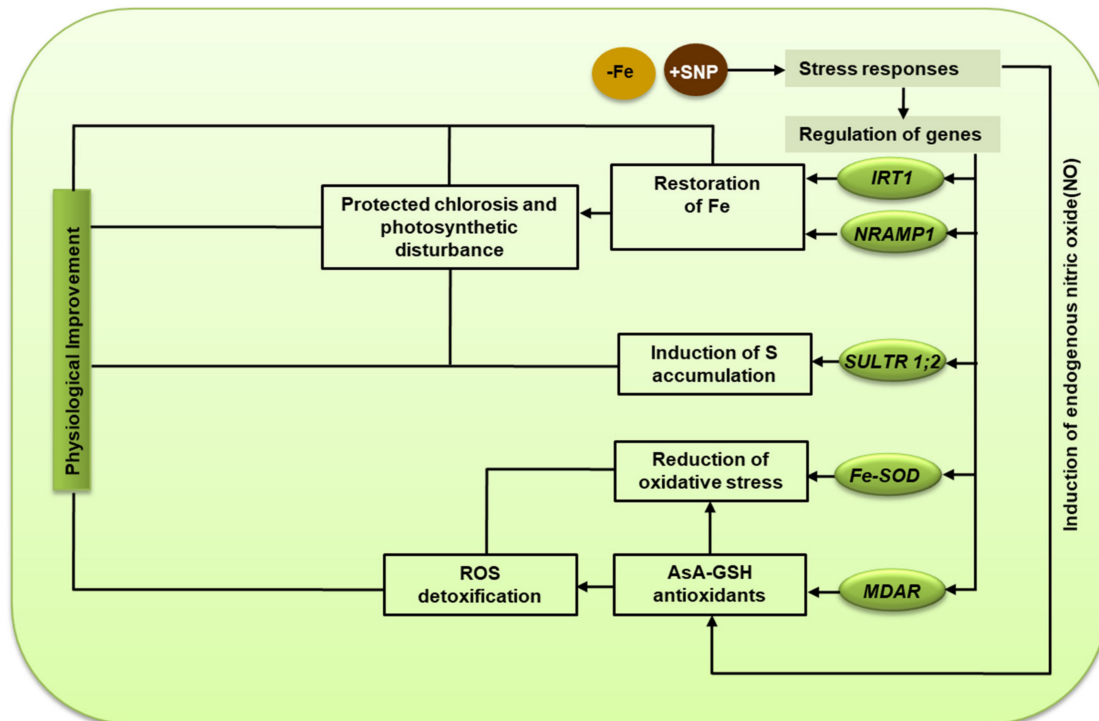 -Fe
+SNP
Stress responses
Regulation of genes
IRT1
Restoration
of Fe
NRAMP1
Protected chlorosis and
photosynthetic
disturbance
Induction of endogenous nitric oxide(NO)
Physiological Improvement
Induction of S
accumulation
SULTR 1;2
Reduction of
oxidative stress
Fe-SOD
ROS
detoxification
AsA-GSH
antioxidants
MDAR